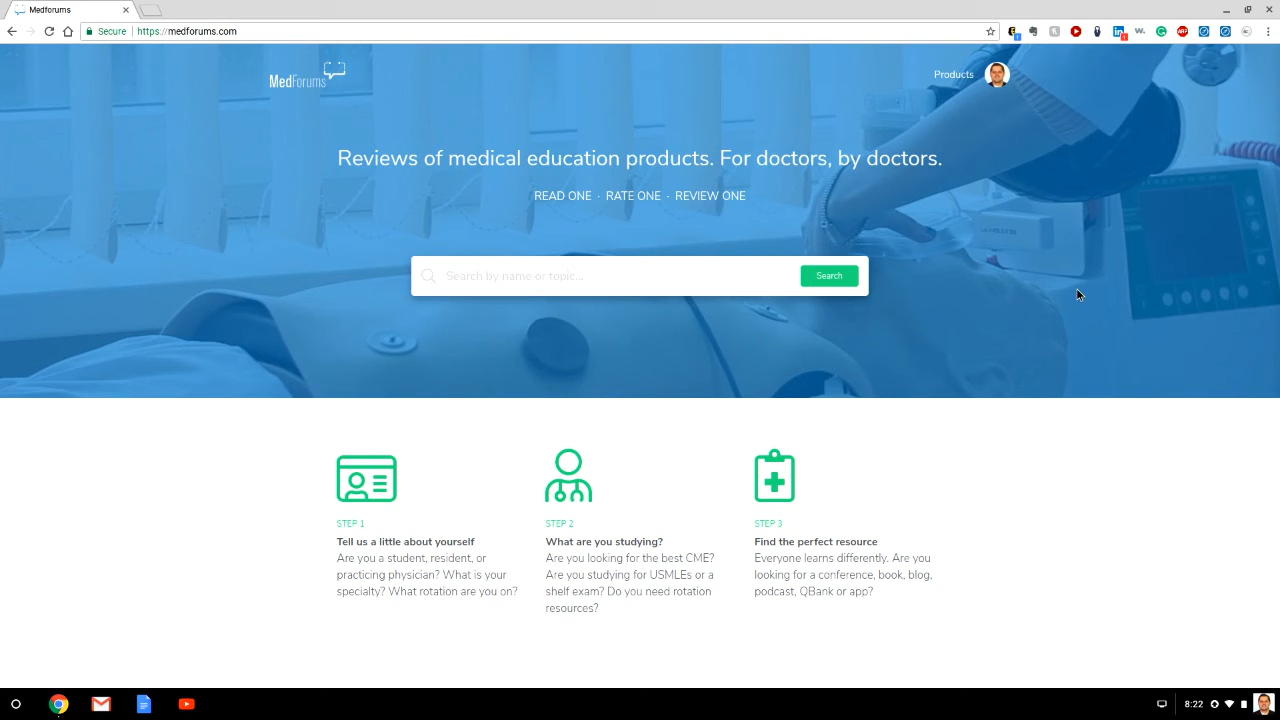 Medforums
Secure https://medforums.com
MedForums
Products
Reviews of medical education products. For doctors, by doctors.
READ ONE · RATE ONE · REVIEW ONE
Search by name or topic...
Search
STEP 1
Tell us a little about yourself
Are you a student, resident, or
practicing physician? What is your
specialty? What rotation are you on?
STEP 2
What are you studying?
Are you looking for the best CME?
Are you studying for USMLEs or a
shelf exam? Do you need rotation
resources?
STEP 3
Find the perfect resource
Everyone learns differently. Are you
looking for a conference, book, blog,
podcast, QBank or app?
8:22